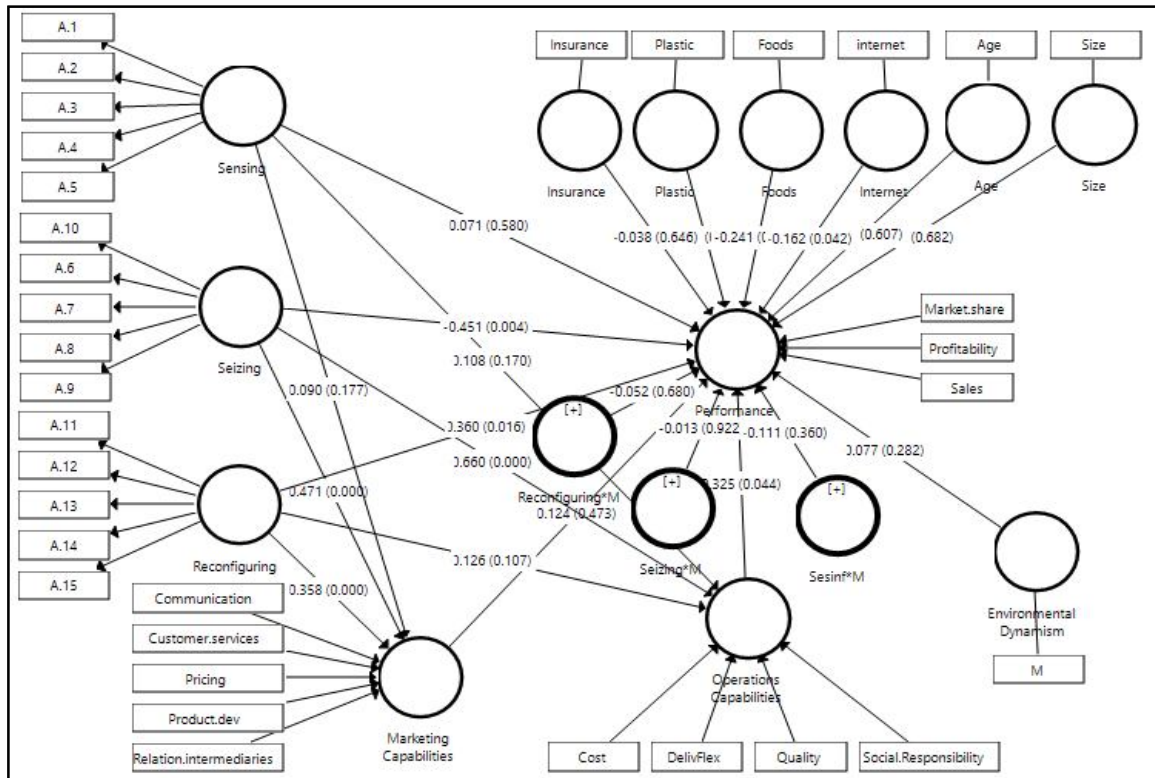 A.1
A.2
A.3
A.4
A.5
Sensing
A.10
A.6
A.7
A.8
A.9
Seizing
A.11
A.12
A.13
A.14
A.15
Reconfiguring
Insurance
Plastic
Foods
internet
Age
Size
Insurance
Plastic
Foods
Internet
Age
Size
0.071 (0.580)
-0.038 (0.646)
-0.241
-0.162 (0.042)
(0.607)
(0.682)
-0.451 (0.004)
0.108 (0.170)
0.090 (0.177)
-0.052 (0.680)
Performance
Market.share
Profitability
Sales
0.360 (0.016)
-0.013 (0.922
-0.111 (0.360)
0.077 (0.282)
[+]
Reconfiguring*M
0.660 (0.000)
0.471 (0.000)
[+]
Seizing*M
0.325 (0.044)
[+]
Sesinf*M
0.124 (0.473)
0.126 (0.107)
0.358 (0.000)
Environmental
Dynamism
M
Communication
Customer.services
Pricing
Product.dev
Relation.intermediaries
Marketing
Capabilities
Operations
Capabilities
Cost
DelivFlex
Quality
Social.Responsibility